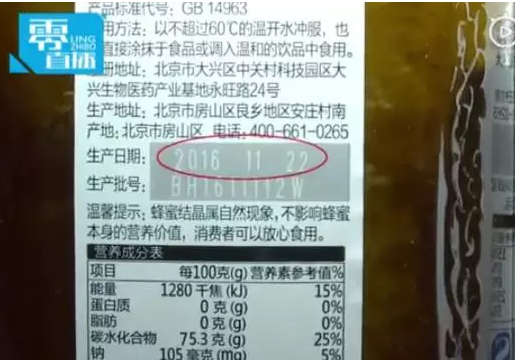 零直播
LING
ZHIBO
产品标准代号：GB 14963
用方法：以不超过60℃的温开水冲服，也
直接涂抹于食品或调入温和的饮品中食用。
册地址：北京市大兴区中关村科技园区大
兴生物医药产业基地永旺路24号
生产地址：北京市房山区良乡地区安庄村南
产地：北京市房山区 电话：400-661-0265
生产日期：2016 11 22
生产批号：BH1611112W
温馨提示：蜂蜜结晶属自然现象，不影响蜂蜜
本身的营养价值，消费者可以放心食用。
营养成分表
项目 每100克(g) 营养素参考值%
能量 1280 千焦(kJ) 15%
蛋白质 0 克(g) 0%
脂肪 0 克(g) 0%
碳水化合物 75.3 克(g) 25%
钠 105 毫克(mg) 5%